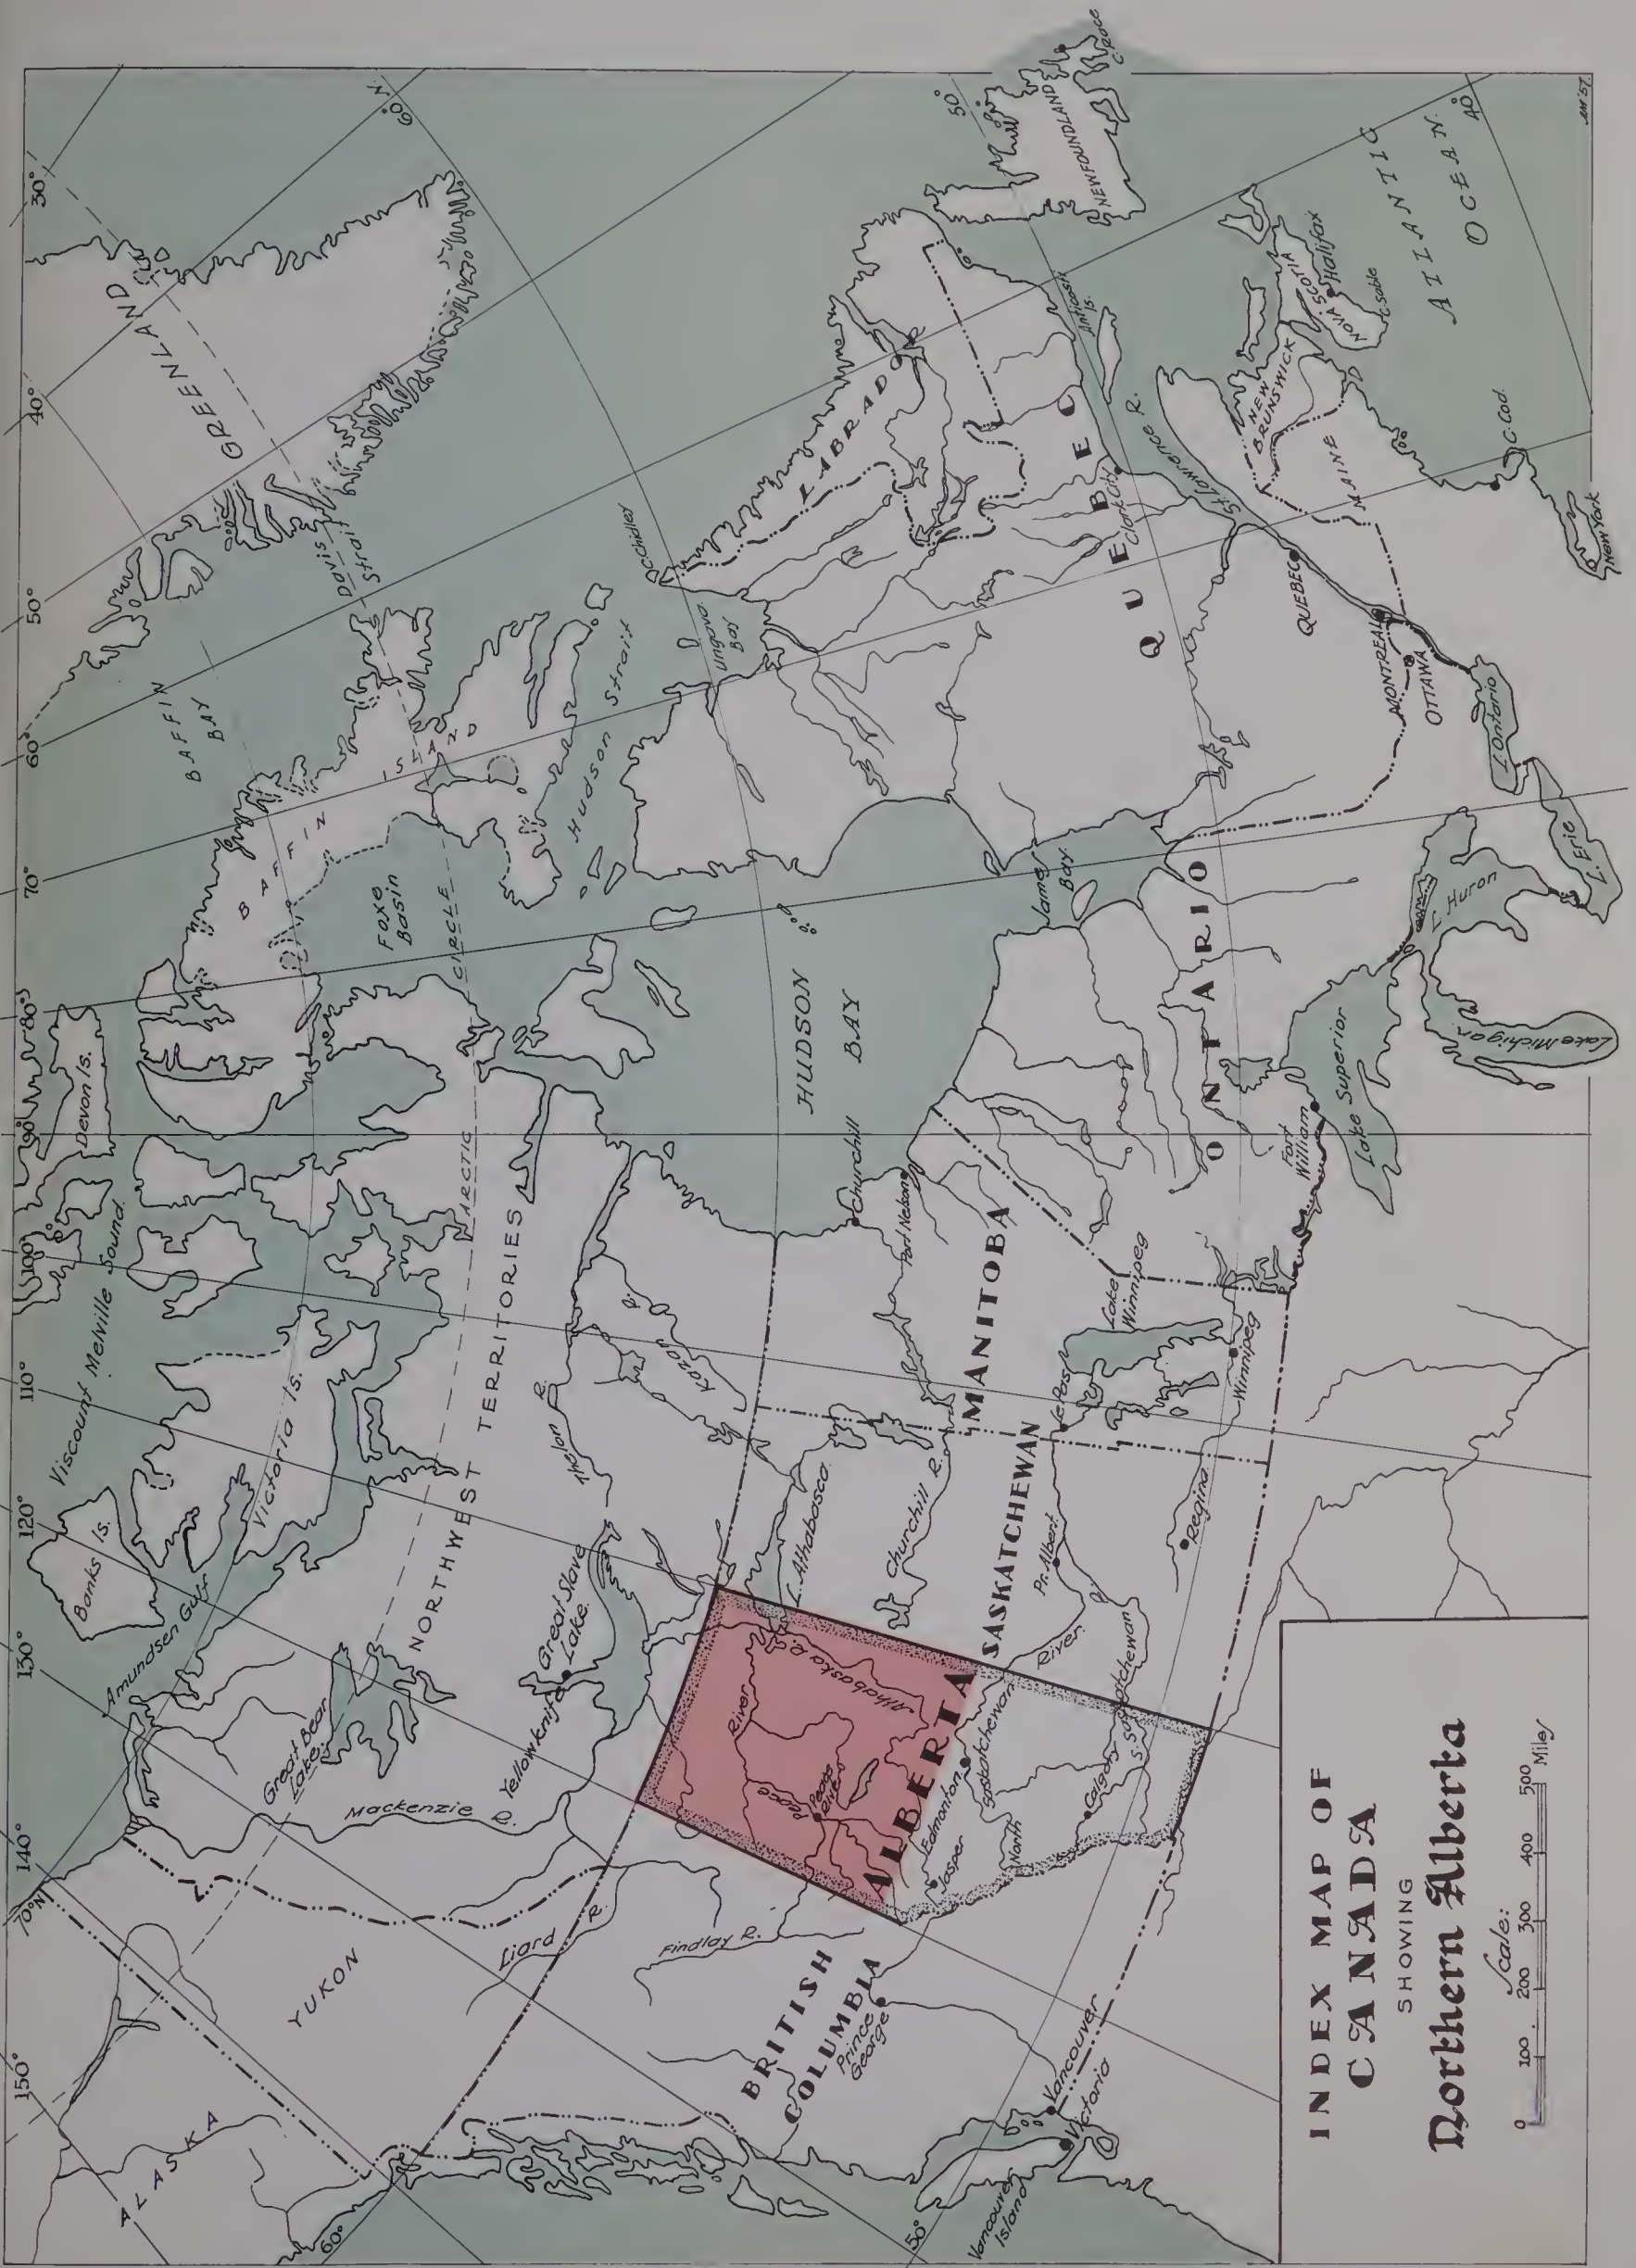 INDEX MAP OF
CANADA
SHOWING
Northern Alberta
Scale:
0 100 200 300 400 500 Miles
150°
140°
130°
120°
110°
100°
90°
80°
70°
60°
50°
40°
30°
70°N
60°N.
60°
50°
50°
40°
ALASKA
YUKON
Amundsen Gulf
Banks Is.
Viscount Melville Sound
Victoria Is.
Devon Is.
BAFFIN
BAY
GREENLAND
Davis
Strait
BAFFIN ISLAND
Foxe
Basin
ARCTIC CIRCLE
NORTHWEST TERRITORIES
Great Bear
Lake
Mackenzie R.
Yellowknife
Great Slave
Lake
Thelon R.
Kazan R.
Liard R.
Findlay R.
BRITISH
COLUMBIA
Prince
George
Vancouver
Victoria
Vancouver
Island
ALBERTA
Peace
River
Peace
River
Athabaska R.
Edmonton
Jasper
North
Saskatchewan
Calgary
S. Saskatchewan
River
L. Athabasca
Churchill R.
SASKATCHEWAN
Pr. Albert
Regina
MANITOBA
Le Pas
Lake
Winnipeg
Winnipeg
Churchill
Port Nelson
HUDSON
BAY
Hudson Strait
Ungava
Bay
C. Chidley
LABRADOR
James
Bay
ONTARIO
Fort
William
Lake Superior
Lake Michigan
L. Huron
L. Erie
L. Ontario
OTTAWA
MONTREAL
QUEBEC
QUEBEC
Clark City
St. Lawrence R.
Anticosti
Is.
NEWFOUNDLAND
C. Race
NEW
BRUNSWICK
NOVA SCOTIA
Halifax
C. Sable
MAINE
C. Cod.
New York
ATLANTIC
OCEAN.